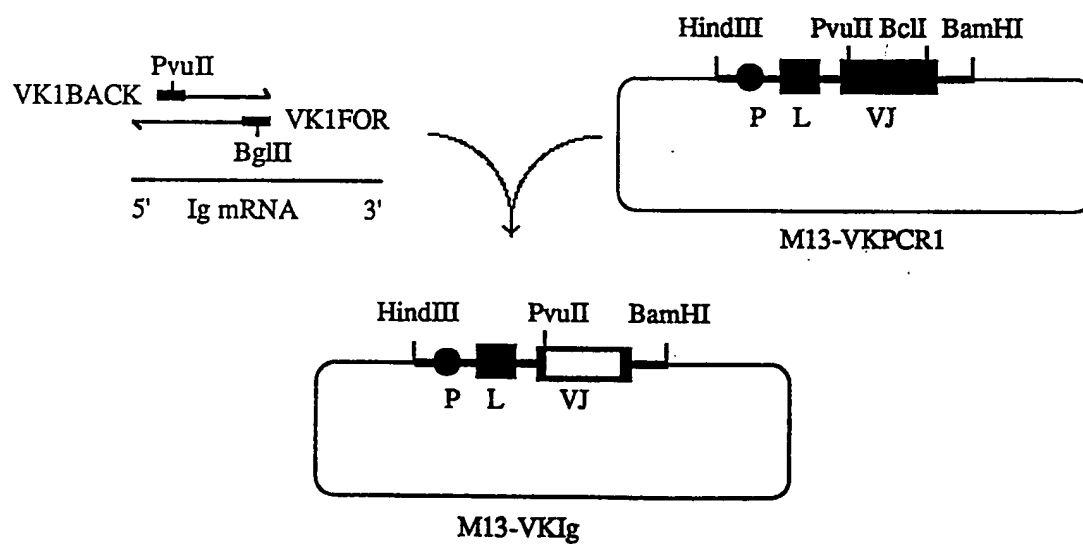 PvuII
VK1BACK
VK1FOR
BglII
5' Ig mRNA 3'
HindIII PvuII BclI BamHI
P L VJ
M13-VKPCR1
HindIII PvuII BamHI
P L VJ
M13-VKIg